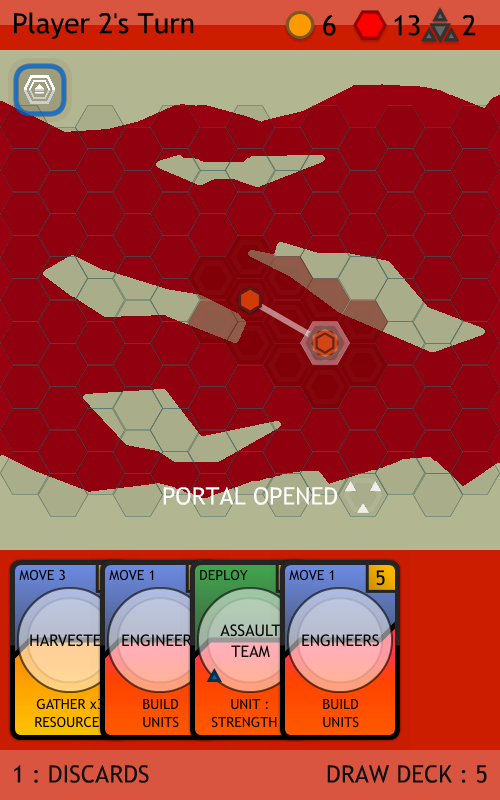 Player 2's Turn 6 13 2
PORTAL OPENED
MOVE 3
HARVESTE
GATHER x3
RESOURCE
MOVE 1
ENGINEER
BUILD
UNITS
DEPLOY
ASSAULT
TEAM
UNIT :
STRENGTH
MOVE 1 5
ENGINEERS
BUILD
UNITS
1 : DISCARDS DRAW DECK : 5